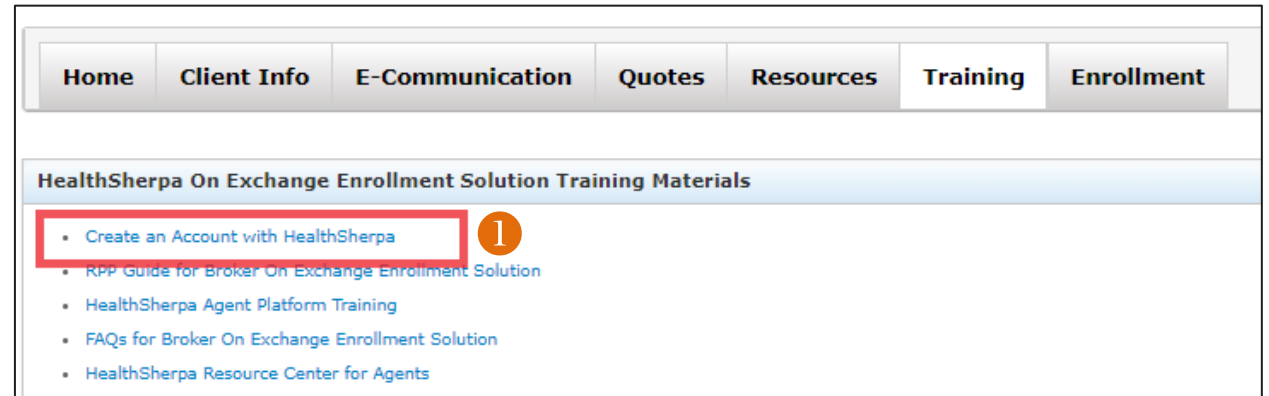 Home Client Info E-Communication Quotes Resources Training Enrollment
HealthSherpa On Exchange Enrollment Solution Training Materials
• Create an Account with HealthSherpa
1
• RPP Guide for Broker On Exchange Enrollment Solution
• HealthSherpa Agent Platform Training
• FAQs for Broker On Exchange Enrollment Solution
• HealthSherpa Resource Center for Agents